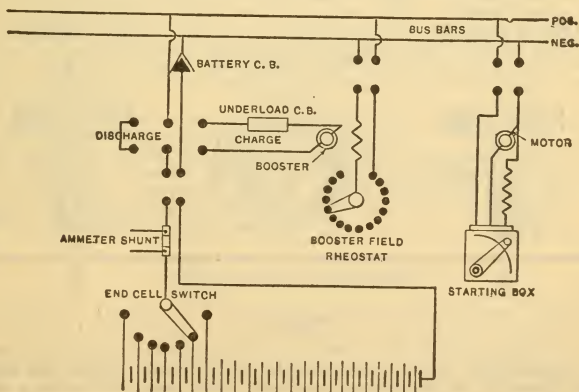 POS.
BUS BARS
NEG.
BATTERY C. B.
UNDERLOAD C.B.
DISCHARGE
CHARGE
BOOSTER
MOTOR
AMMETER SHUNT
BOOSTER FIELD
RHEOSTAT
STARTING BOX
END CELL SWITCH